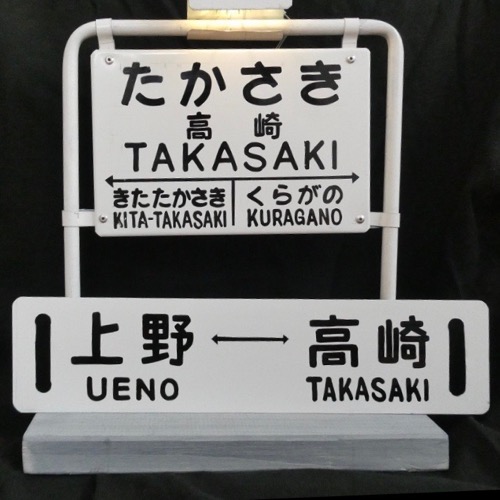 たかさき
高崎
TAKASAKI
きたたかさき くらがの
KITA-TAKASAKI KURAGANO
上野 ←→ 高崎
UENO TAKASAKI